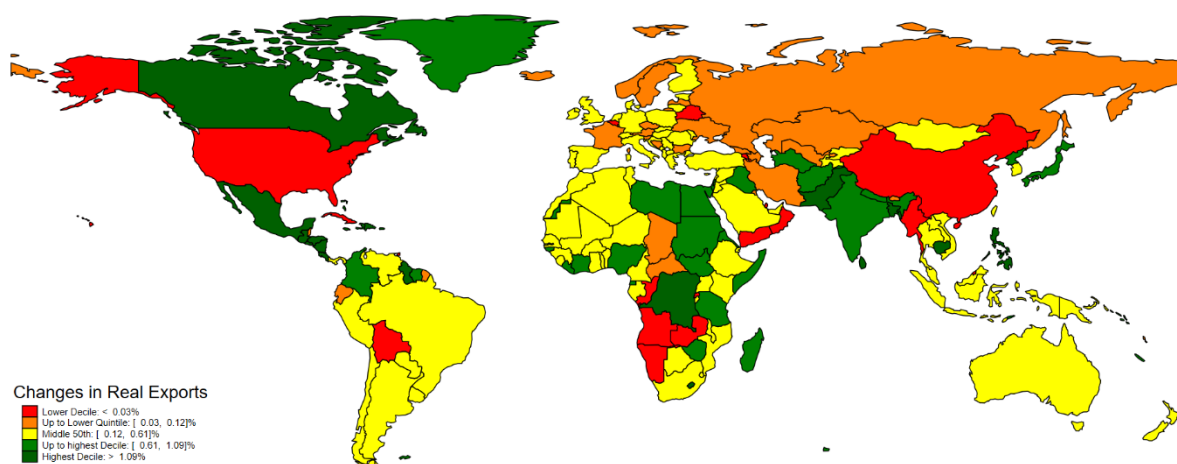 Changes in Real Exports
Lower Decile: < 0.03%
Up to Lower Quintile: [ 0.03, 0.12]%
Middle 50th: [ 0.12, 0.61]%
Up to highest Decile: [ 0.61, 1.09]%
Highest Decile: > 1.09%